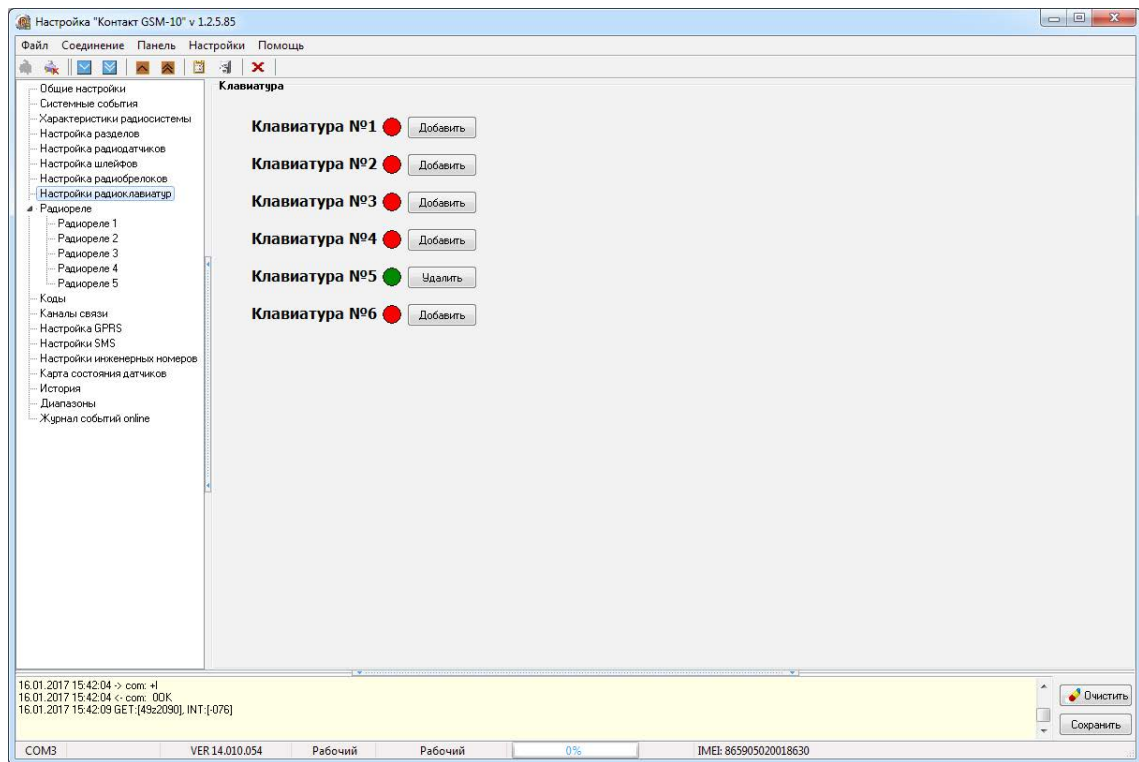 Настройка "Контакт GSM-10" v 1.2.5.85
Файл Соединение Панель Настройки Помощь
Общие настройки
Системные события
Характеристики радиосистемы
Настройка разделов
Настройка радиодатчиков
Настройка шлейфов
Настройка радиобрелоков
Настройки радиоклавиатур
Радиореле
Радиореле 1
Радиореле 2
Радиореле 3
Радиореле 4
Радиореле 5
Коды
Каналы связи
Настройка GPRS
Настройки SMS
Настройки инженерных номеров
Карта состояния датчиков
История
Диапазоны
Журнал событий online
Клавиатура
Клавиатура №1 Добавить
Клавиатура №2 Добавить
Клавиатура №3 Добавить
Клавиатура №4 Добавить
Клавиатура №5 Удалить
Клавиатура №6 Добавить
16.01.2017 15:42:04 -> com: +I
16.01.2017 15:42:04 <- com: 0OK
16.01.2017 15:42:09 GET:[49z2090], INT:[-076]
Очистить
Сохранить
COM3 VER 14.010.054 Рабочий Рабочий 0% IMEI: 865905020018630